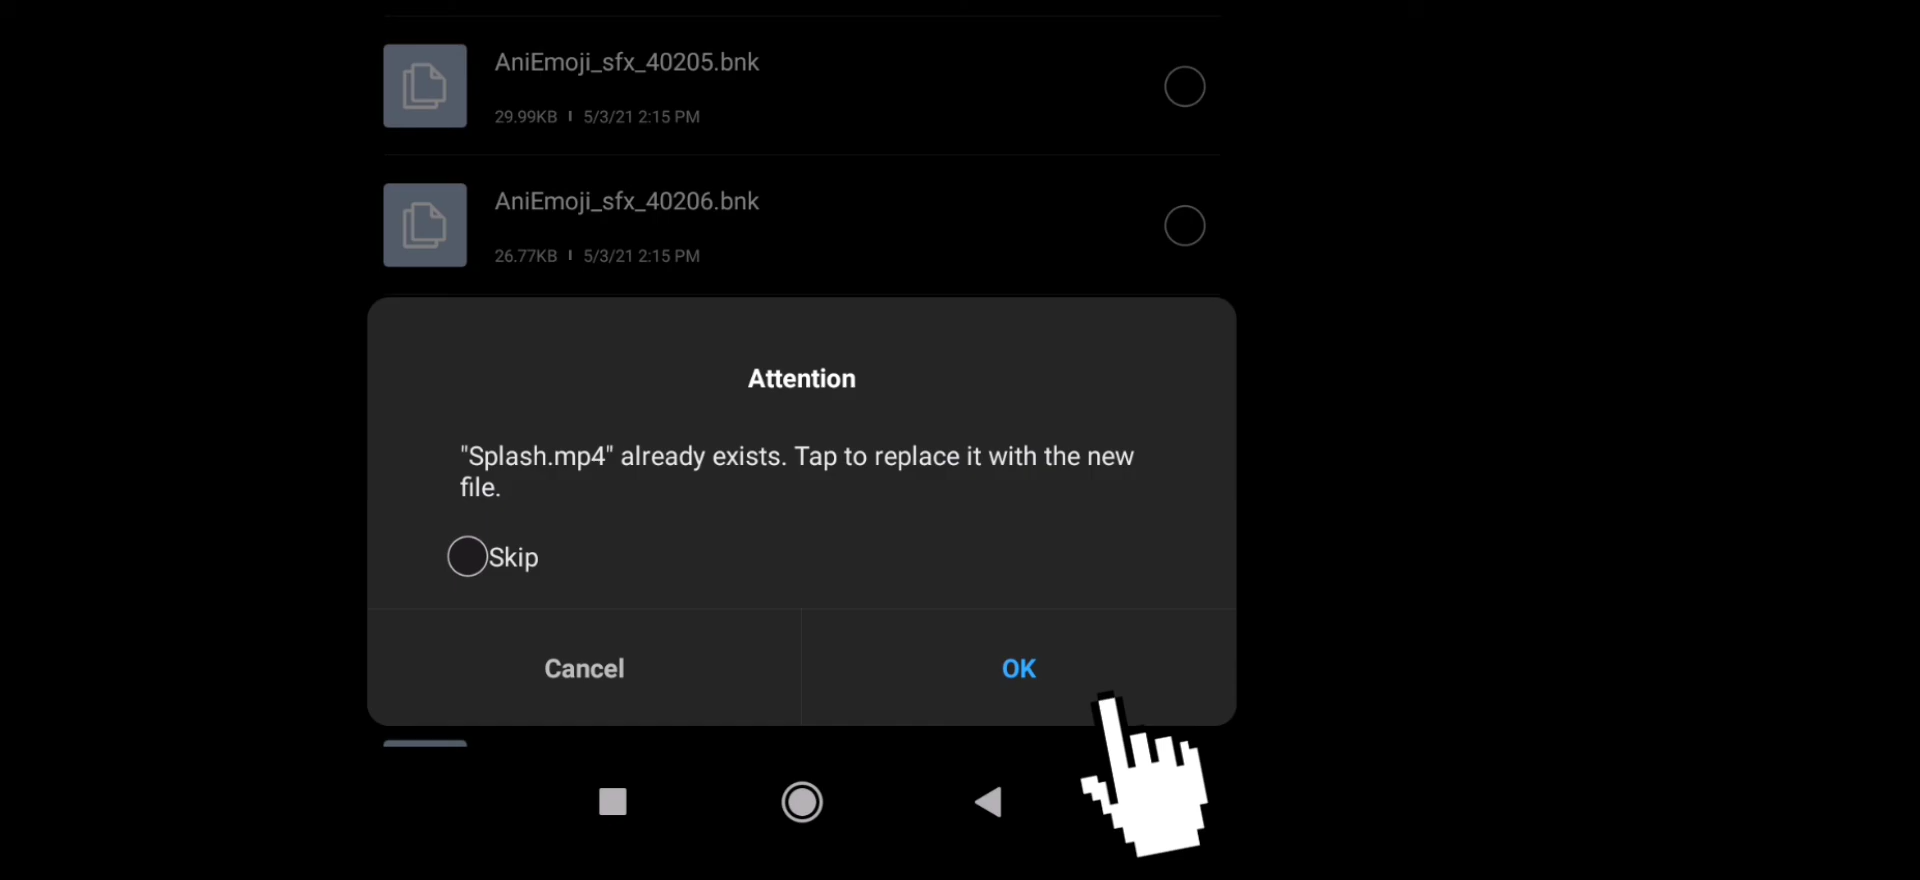 AniEmoji_sfx_40205.bnk
29.99KB | 5/3/21 2:15 PM
AniEmoji_sfx_40206.bnk
26.77KB | 5/3/21 2:15 PM
Attention
"Splash.mp4" already exists. Tap to replace it with the new
file.
Skip
Cancel
OK